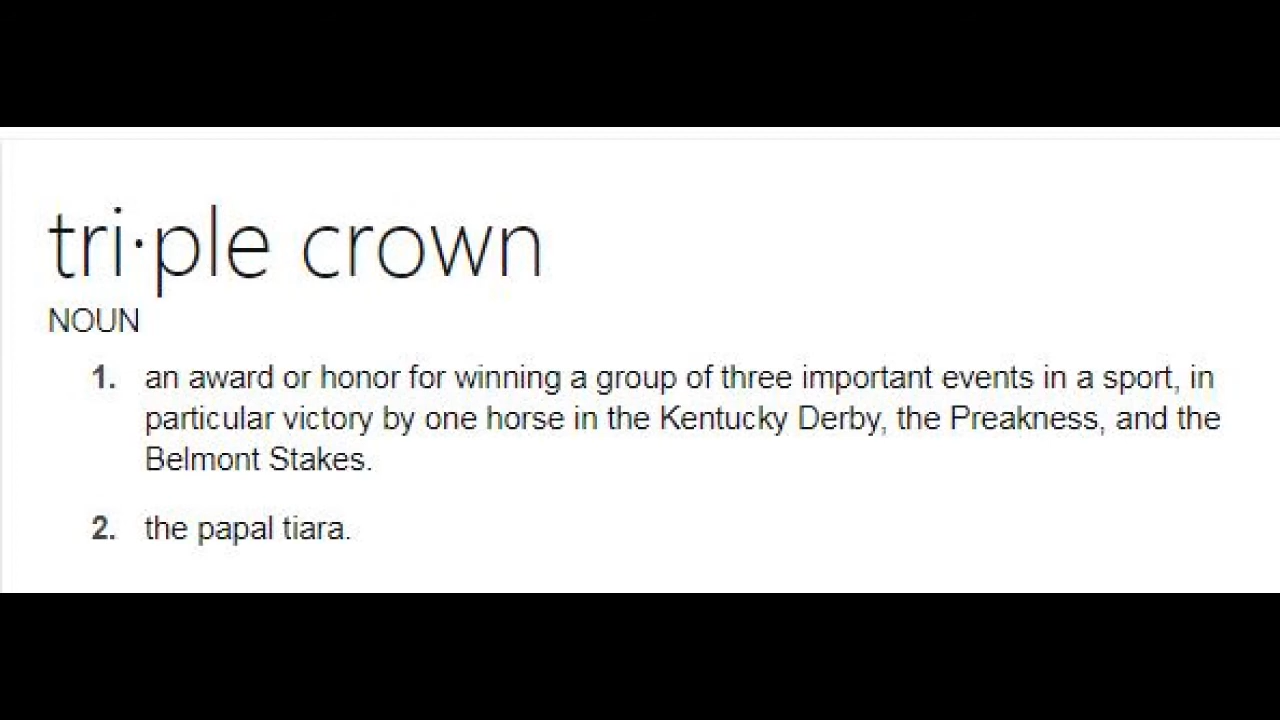 tri·ple crown
NOUN
1. an award or honor for winning a group of three important events in a sport, in
particular victory by one horse in the Kentucky Derby, the Preakness, and the
Belmont Stakes.
2. the papal tiara.